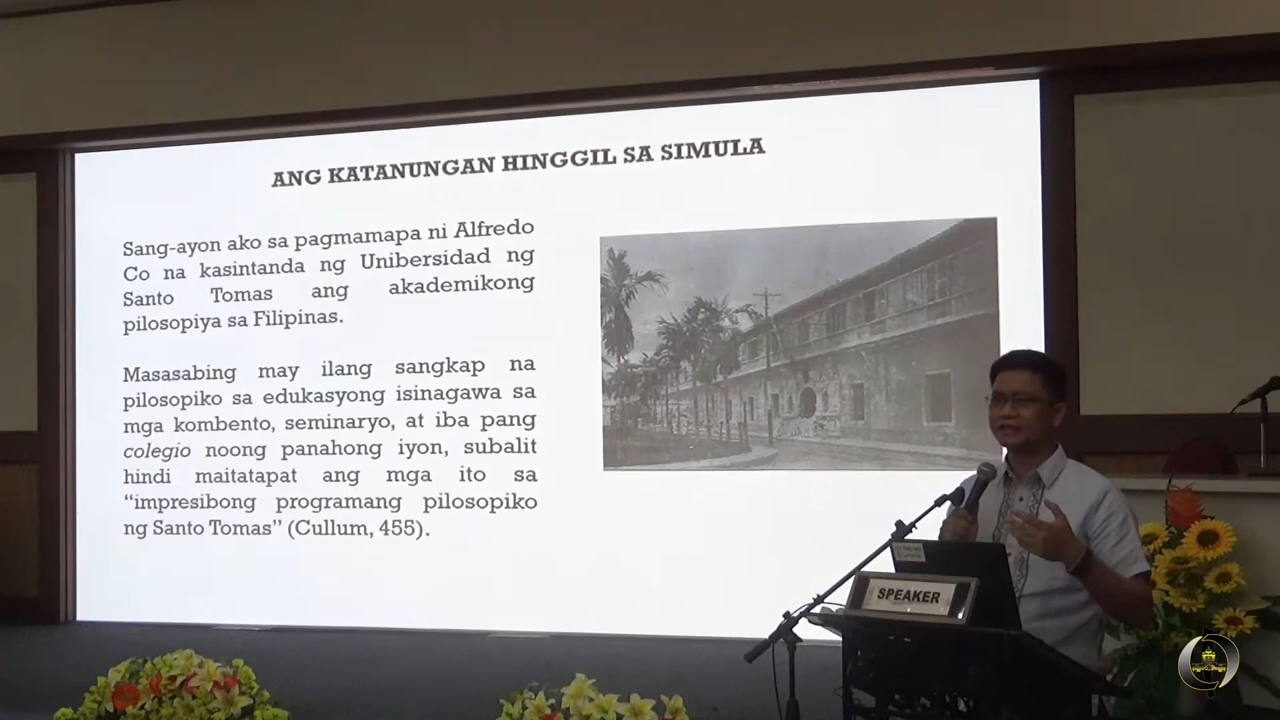 ANG KATANUNGAN HINGGIL SA SIMULA
Sang-ayon ako sa pagmamapa ni Alfredo
Co na kasintanda ng Unibersidad ng
Santo Tomas ang akademikong
pilosopiya sa Filipinas.
Masasabing may ilang sangkap na
pilosopiko sa edukasyong isinagawa sa
mga kombento, seminaryo, at iba pang
colegio noong panahong iyon, subalit
hindi maitatapat ang mga ito sa
“impresibong programang pilosopiko
ng Santo Tomas” (Cullum, 455).
SPEAKER